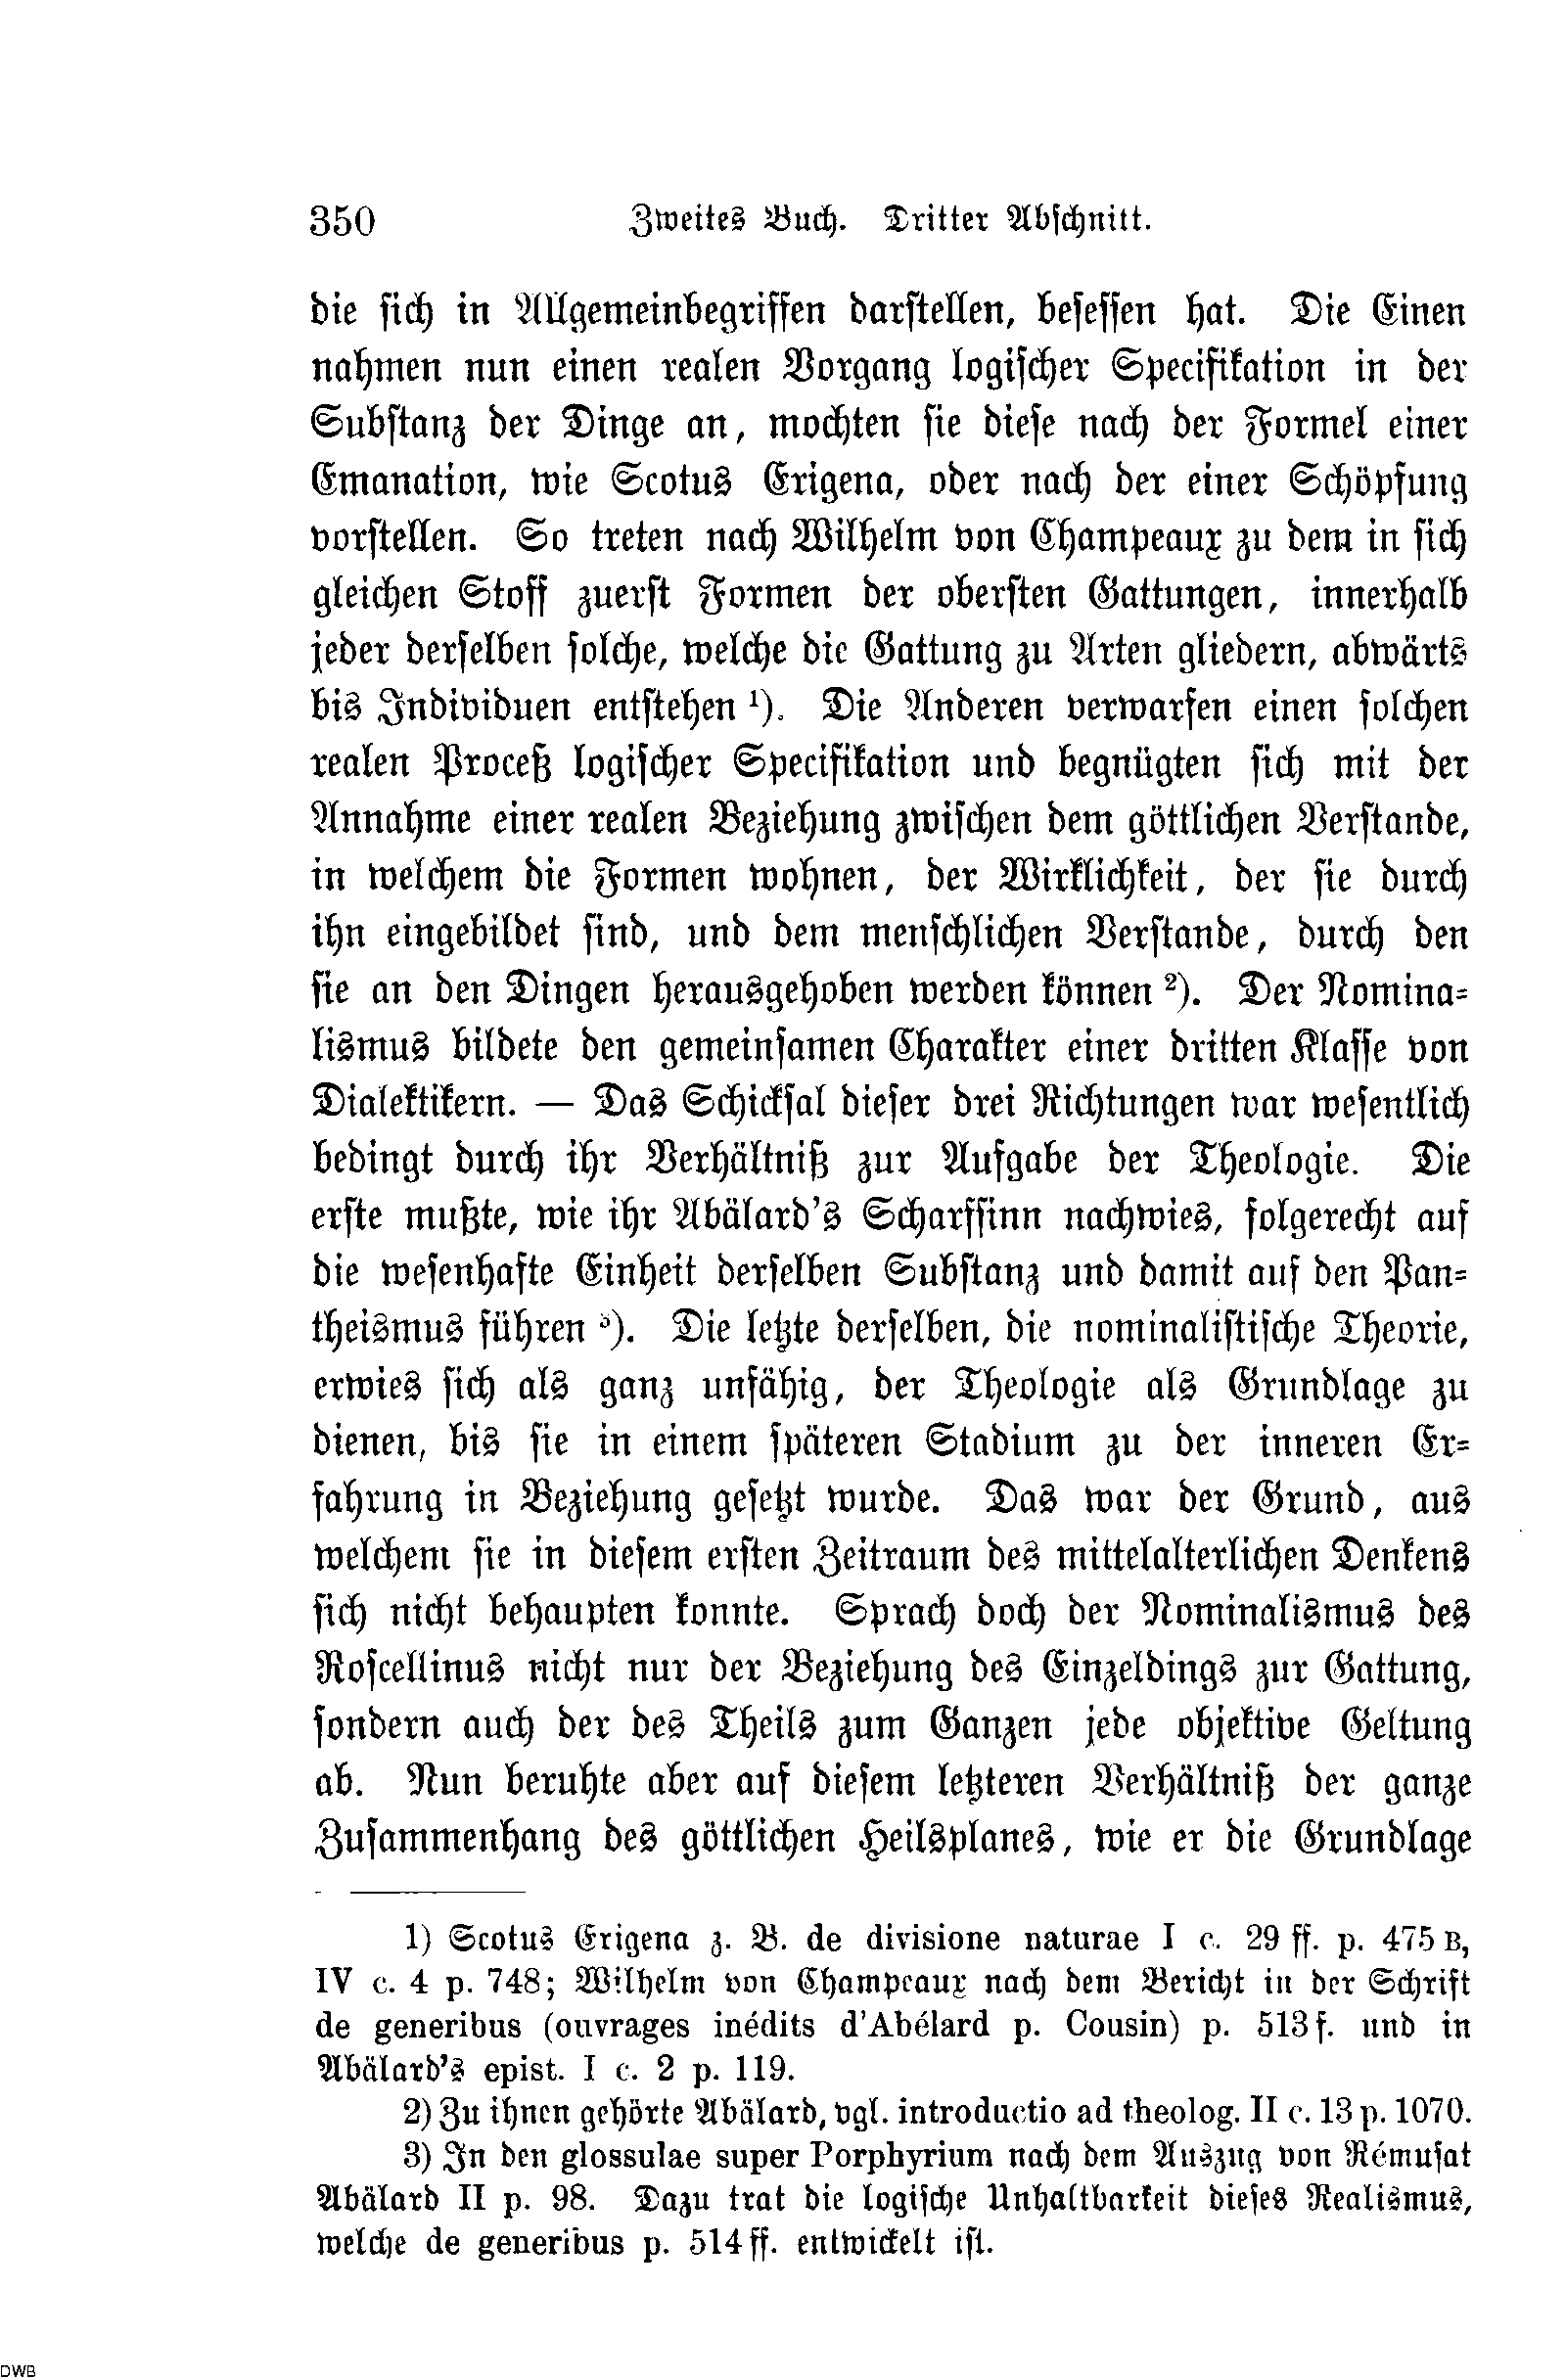 350 Zweites Buch. Dritter Abschnitt.
die sich in Allgemeinbegriffen darstellen, besessen hat. Die Einen
nahmen nun einen realen Vorgang logischer Specifikation in der
Substanz der Dinge an, mochten sie diese nach der Formel einer
Emanation, wie Scotus Erigena, oder nach der einer Schöpfung
vorstellen. So treten nach Wilhelm von Champeaux zu dem in sich
gleichen Stoff zuerst Formen der obersten Gattungen, innerhalb
jeder derselben solche, welche die Gattung zu Arten gliedern, abwärts
bis Individuen entstehen ¹). Die Anderen verwarfen einen solchen
realen Proceß logischer Specifikation und begnügten sich mit der
Annahme einer realen Beziehung zwischen dem göttlichen Verstande,
in welchem die Formen wohnen, der Wirklichkeit, der sie durch
ihn eingebildet sind, und dem menschlichen Verstande, durch den
sie an den Dingen herausgehoben werden können ²). Der Nomina=
lismus bildete den gemeinsamen Charakter einer dritten Klasse von
Dialektikern. — Das Schicksal dieser drei Richtungen war wesentlich
bedingt durch ihr Verhältniß zur Aufgabe der Theologie. Die
erste mußte, wie ihr Abälard's Scharfsinn nachwies, folgerecht auf
die wesenhafte Einheit derselben Substanz und damit auf den Pan=
theismus führen ³). Die letzte derselben, die nominalistische Theorie,
erwies sich als ganz unfähig, der Theologie als Grundlage zu
dienen, bis sie in einem späteren Stadium zu der inneren Er=
fahrung in Beziehung gesetzt wurde. Das war der Grund, aus
welchem sie in diesem ersten Zeitraum des mittelalterlichen Denkens
sich nicht behaupten konnte. Sprach doch der Nominalismus des
Roscellinus nicht nur der Beziehung des Einzeldings zur Gattung,
sondern auch der des Theils zum Ganzen jede objektive Geltung
ab. Nun beruhte aber auf diesem letzteren Verhältniß der ganze
Zusammenhang des göttlichen Heilsplanes, wie er die Grundlage
1) Scotus Erigena z. B. de divisione naturae I c. 29 ff. p. 475 B,
IV c. 4 p. 748; Wilhelm von Champeaux nach dem Bericht in der Schrift
de generibus (ouvrages inédits d'Abélard p. Cousin) p. 513 f. und in
Abälard's epist. I c. 2 p. 119.
2) Zu ihnen gehörte Abälard, vgl. introductio ad theolog. II c. 13 p. 1070.
3) In den glossulae super Porphyrium nach dem Auszug von Rémusat
Abälard II p. 98. Dazu trat die logische Unhaltbarkeit dieses Realismus,
welche de generibus p. 514 ff. entwickelt ist.
DWB